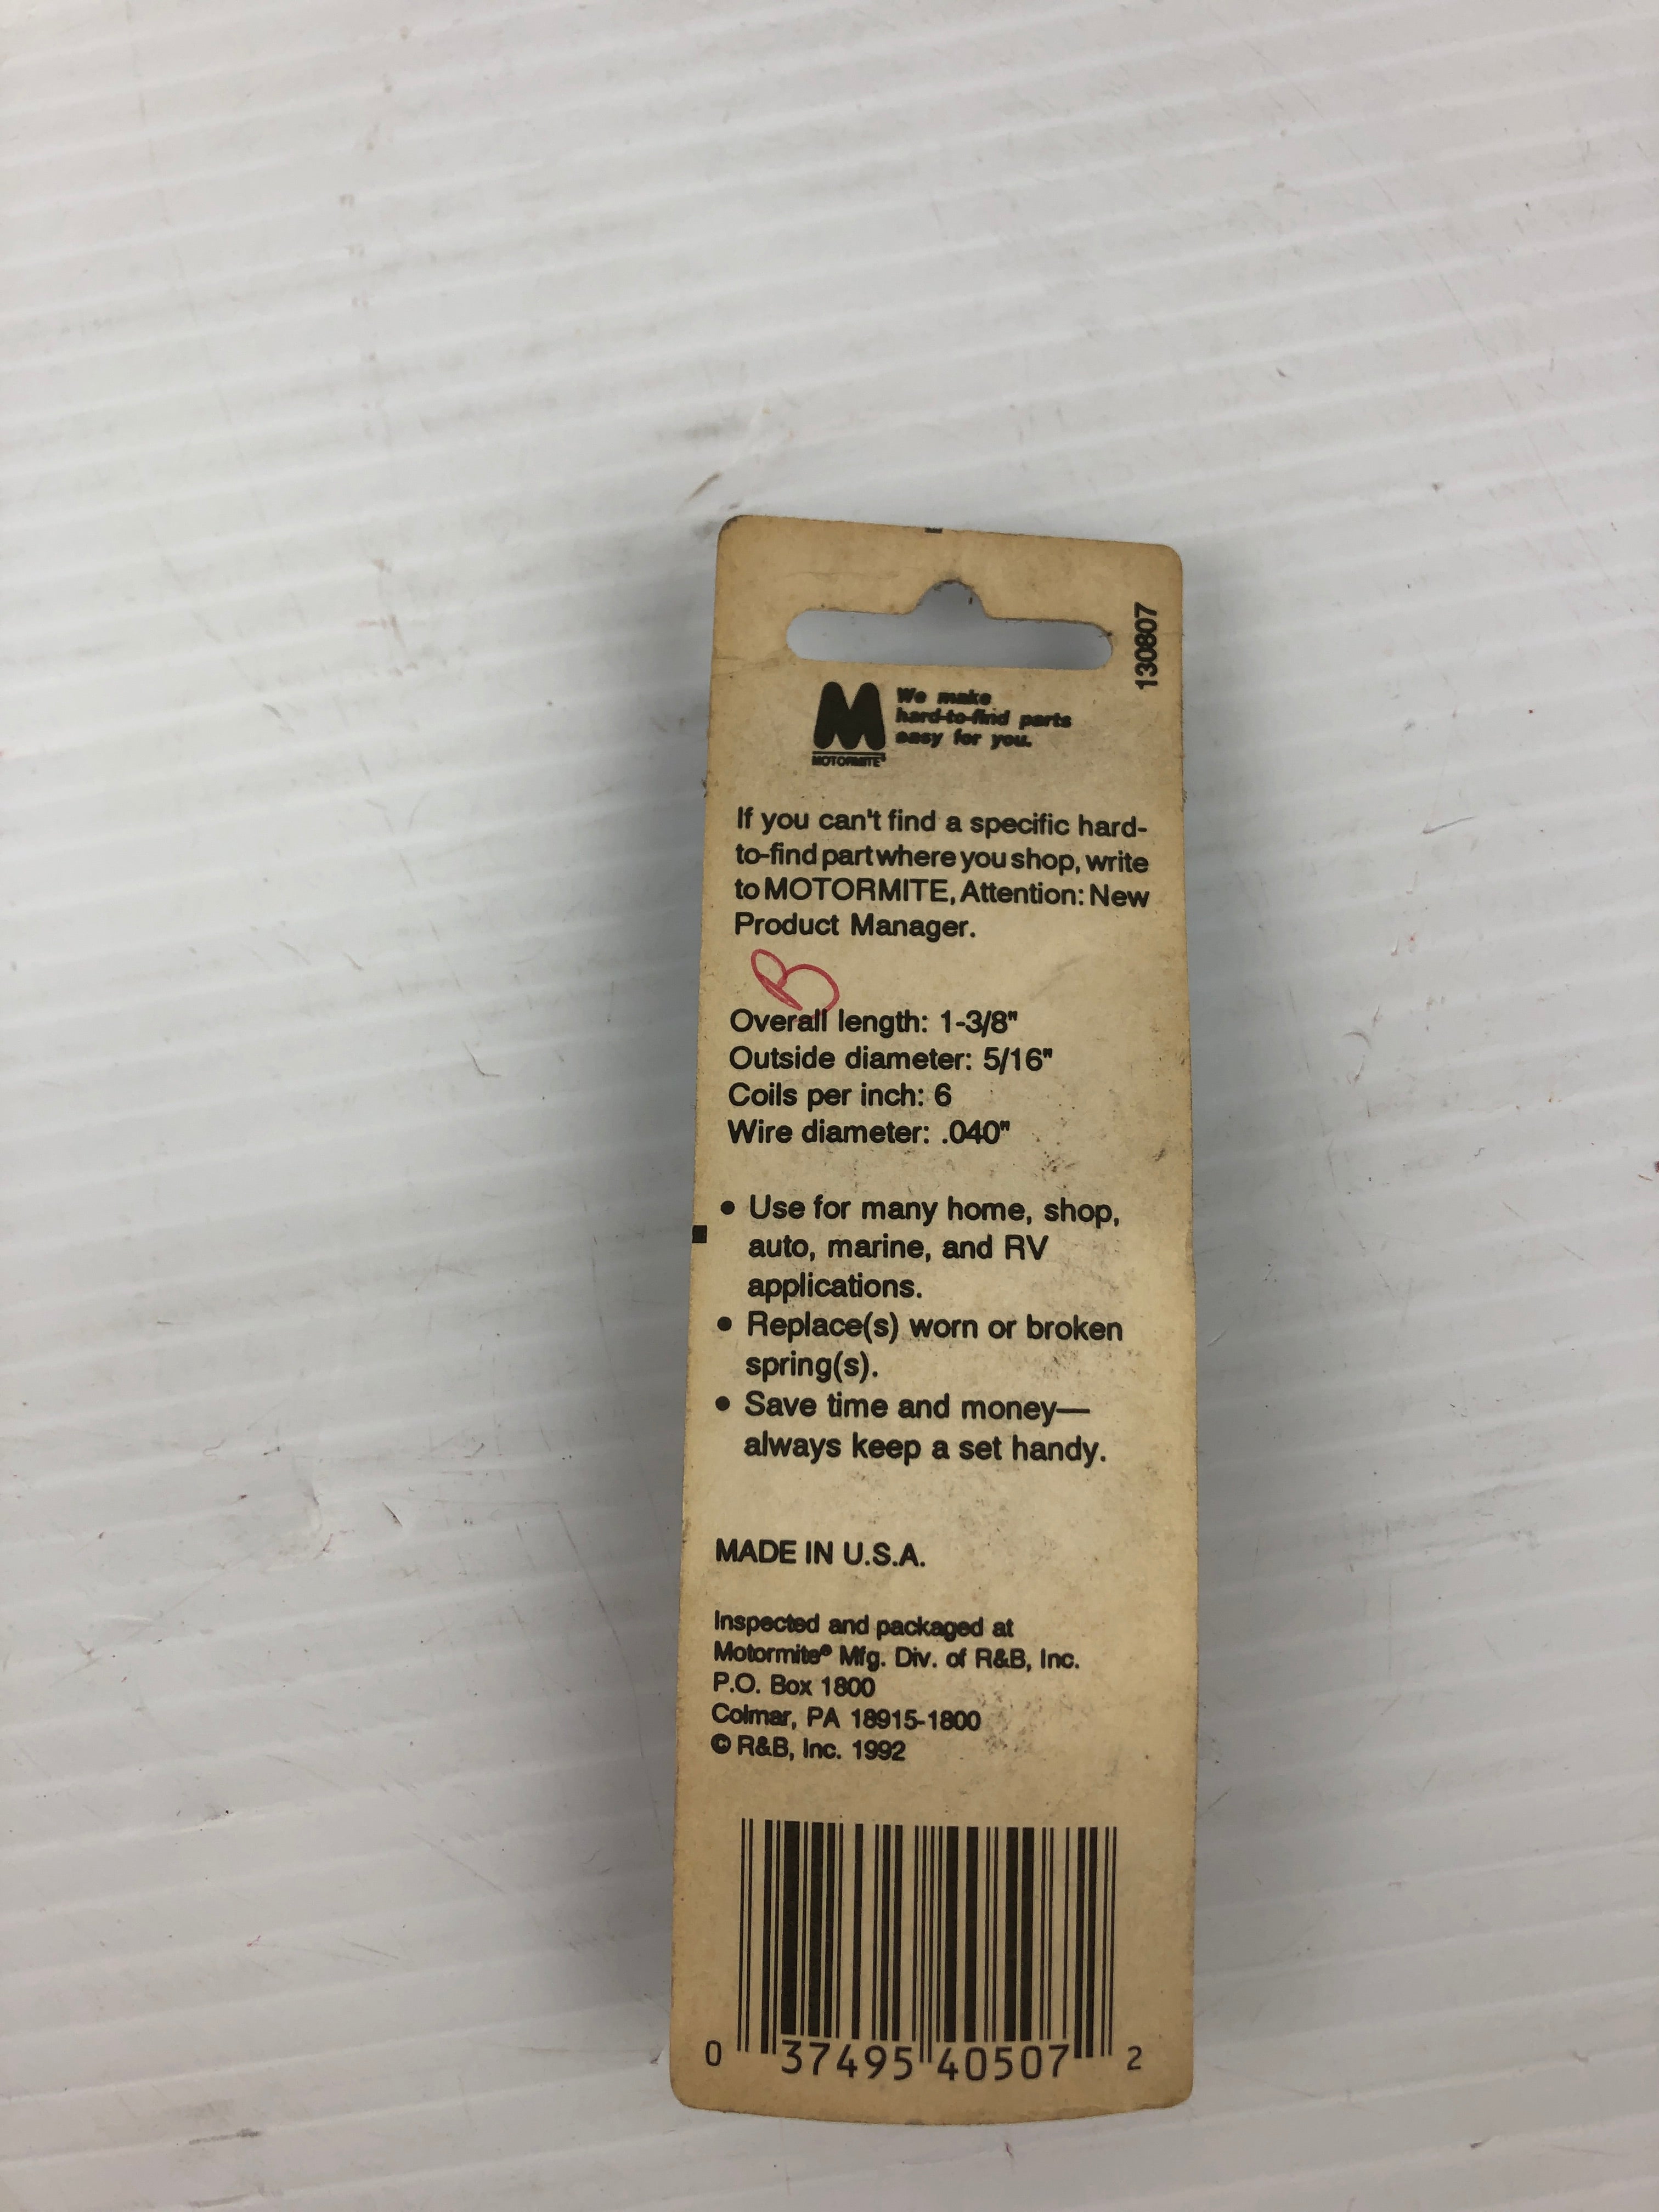 130807
We make
hard-to-find parts
easy for you.
M
MOTORMITE®
If you can't find a specific hard-
to-find part where you shop, write
to MOTORMITE, Attention: New
Product Manager.
B
Overall length: 1-3/8"
Outside diameter: 5/16"
Coils per inch: 6
Wire diameter: .040"
• Use for many home, shop,
auto, marine, and RV
applications.
• Replace(s) worn or broken
spring(s).
• Save time and money—
always keep a set handy.
MADE IN U.S.A.
Inspected and packaged at
Motormite® Mfg. Div. of R&B, Inc.
P.O. Box 1800
Colmar, PA 18915-1800
© R&B, Inc. 1992
0 37495 40507 2